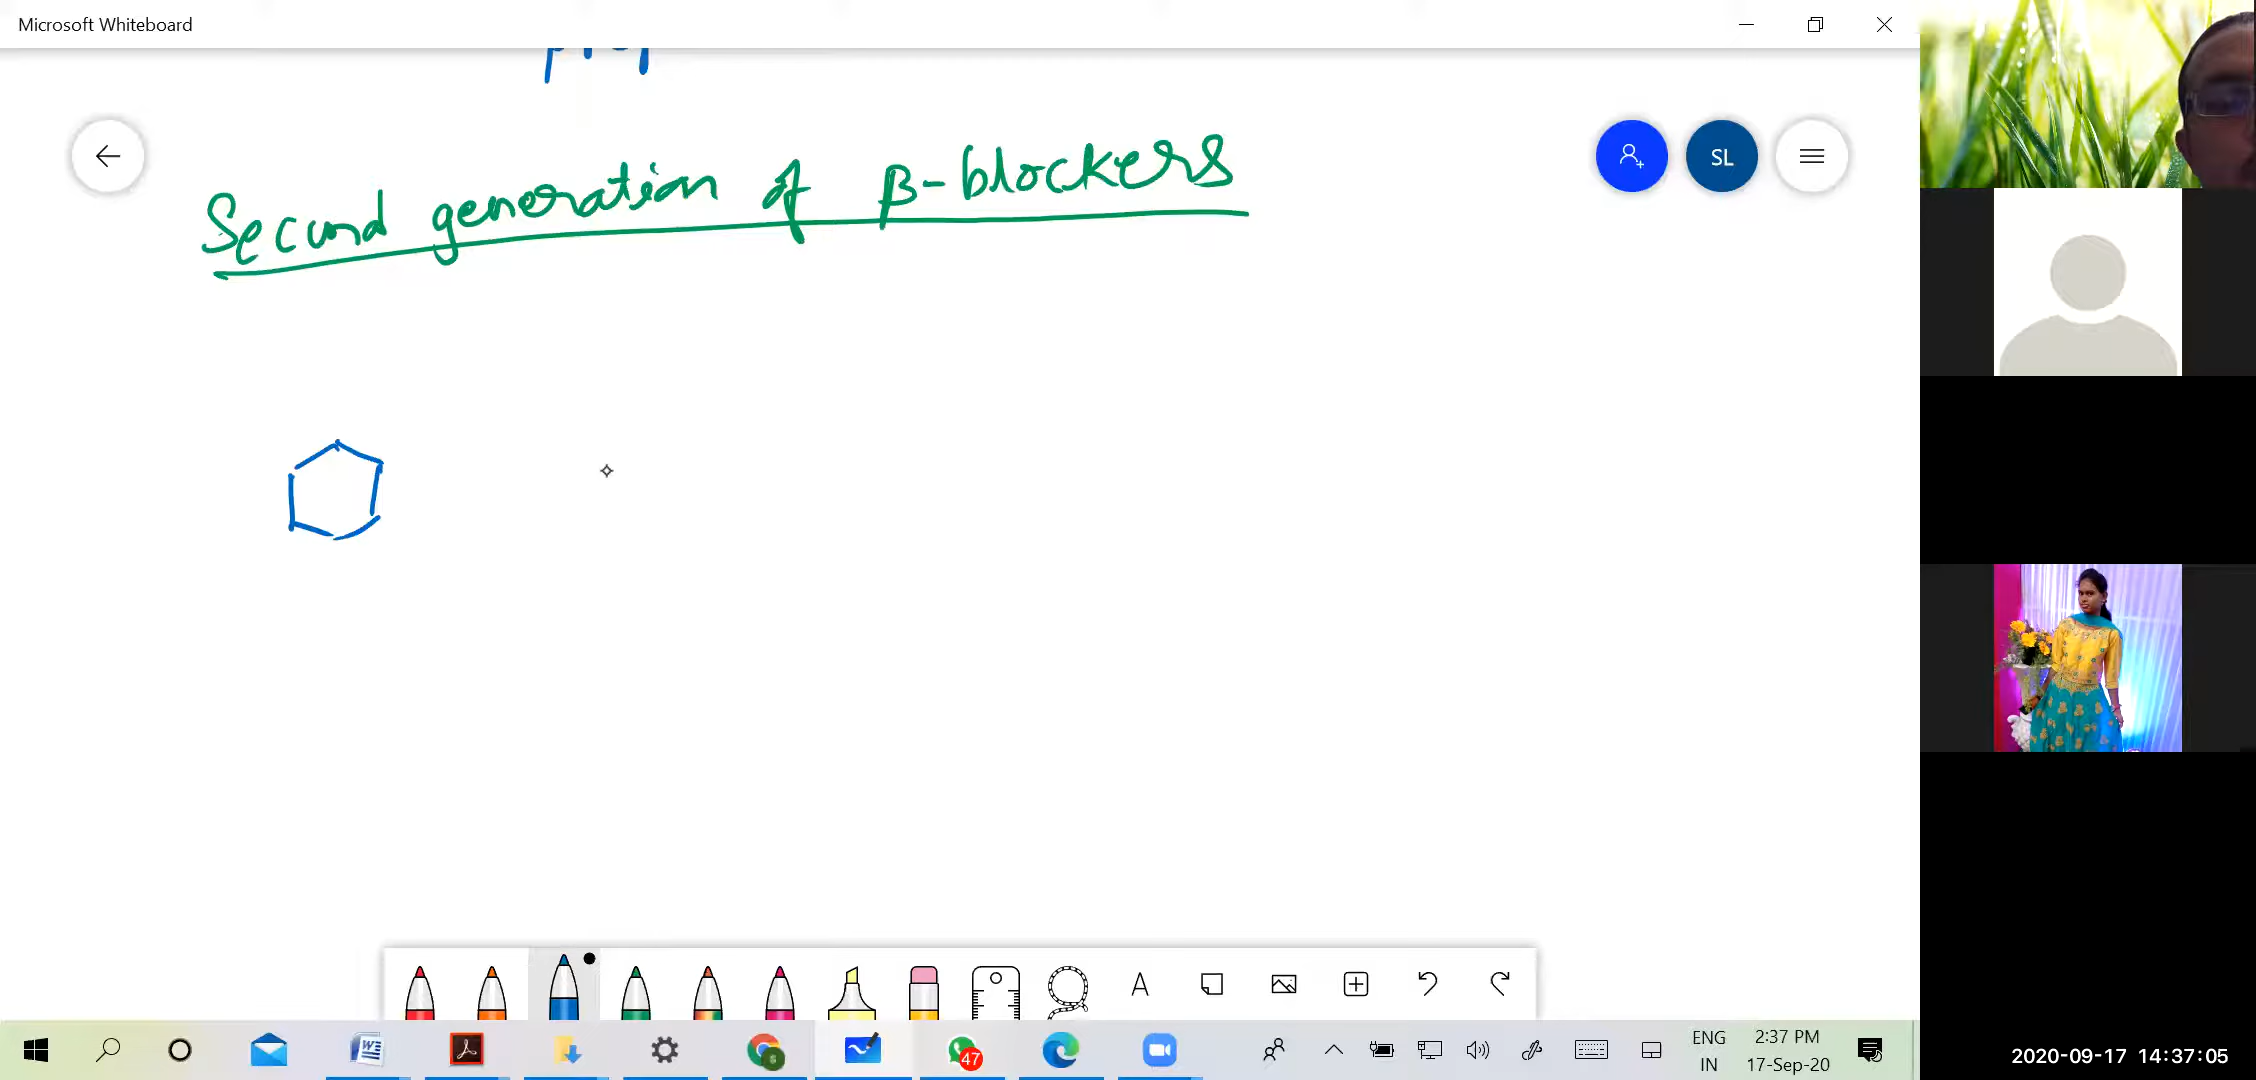 Microsoft Whiteboard
Second generation of β-blockers
SL
A
47
ENG
IN
2:37 PM
17-Sep-20
2020-09-17 14:37:05